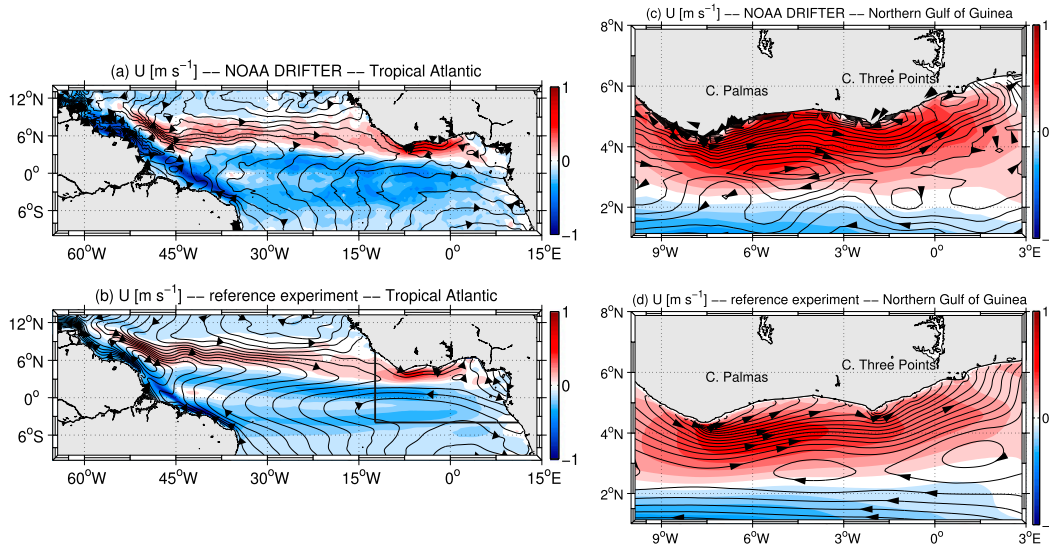 (a) U [m s⁻¹] −− NOAA DRIFTER −− Tropical Atlantic
12°N
6°N
0°
6°S
60°W
45°W
30°W
15°W
0°
15°E
1
0
−1
(b) U [m s⁻¹] −− reference experiment −− Tropical Atlantic
12°N
6°N
0°
6°S
60°W
45°W
30°W
15°W
0°
15°E
1
0
−1
(c) U [m s⁻¹] −− NOAA DRIFTER −− Northern Gulf of Guinea
8°N
6°N
4°N
2°N
C. Palmas
C. Three Points
9°W
6°W
3°W
0°
3°E
1
0
−1
(d) U [m s⁻¹] −− reference experiment −− Northern Gulf of Guinea
8°N
6°N
4°N
2°N
C. Palmas
C. Three Points
9°W
6°W
3°W
0°
3°E
1
0
−1